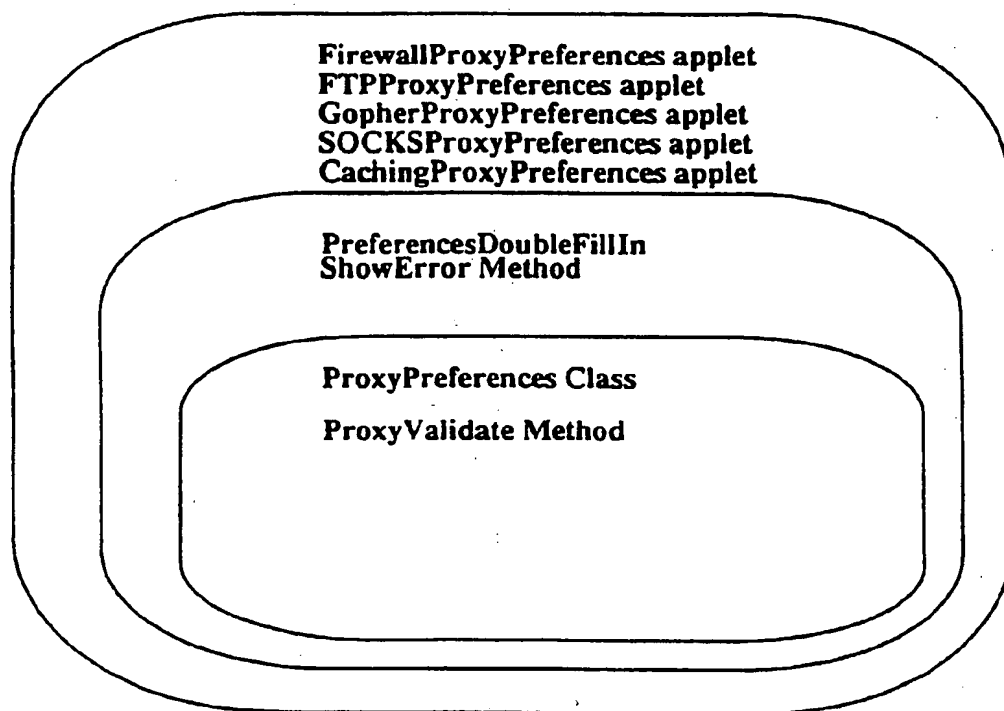 FirewallProxyPreferences applet
FTPProxyPreferences applet
GopherProxyPreferences applet
SOCKSProxyPreferences applet
CachingProxyPreferences applet
PreferencesDoubleFillIn
ShowError Method
ProxyPreferences Class
ProxyValidate Method